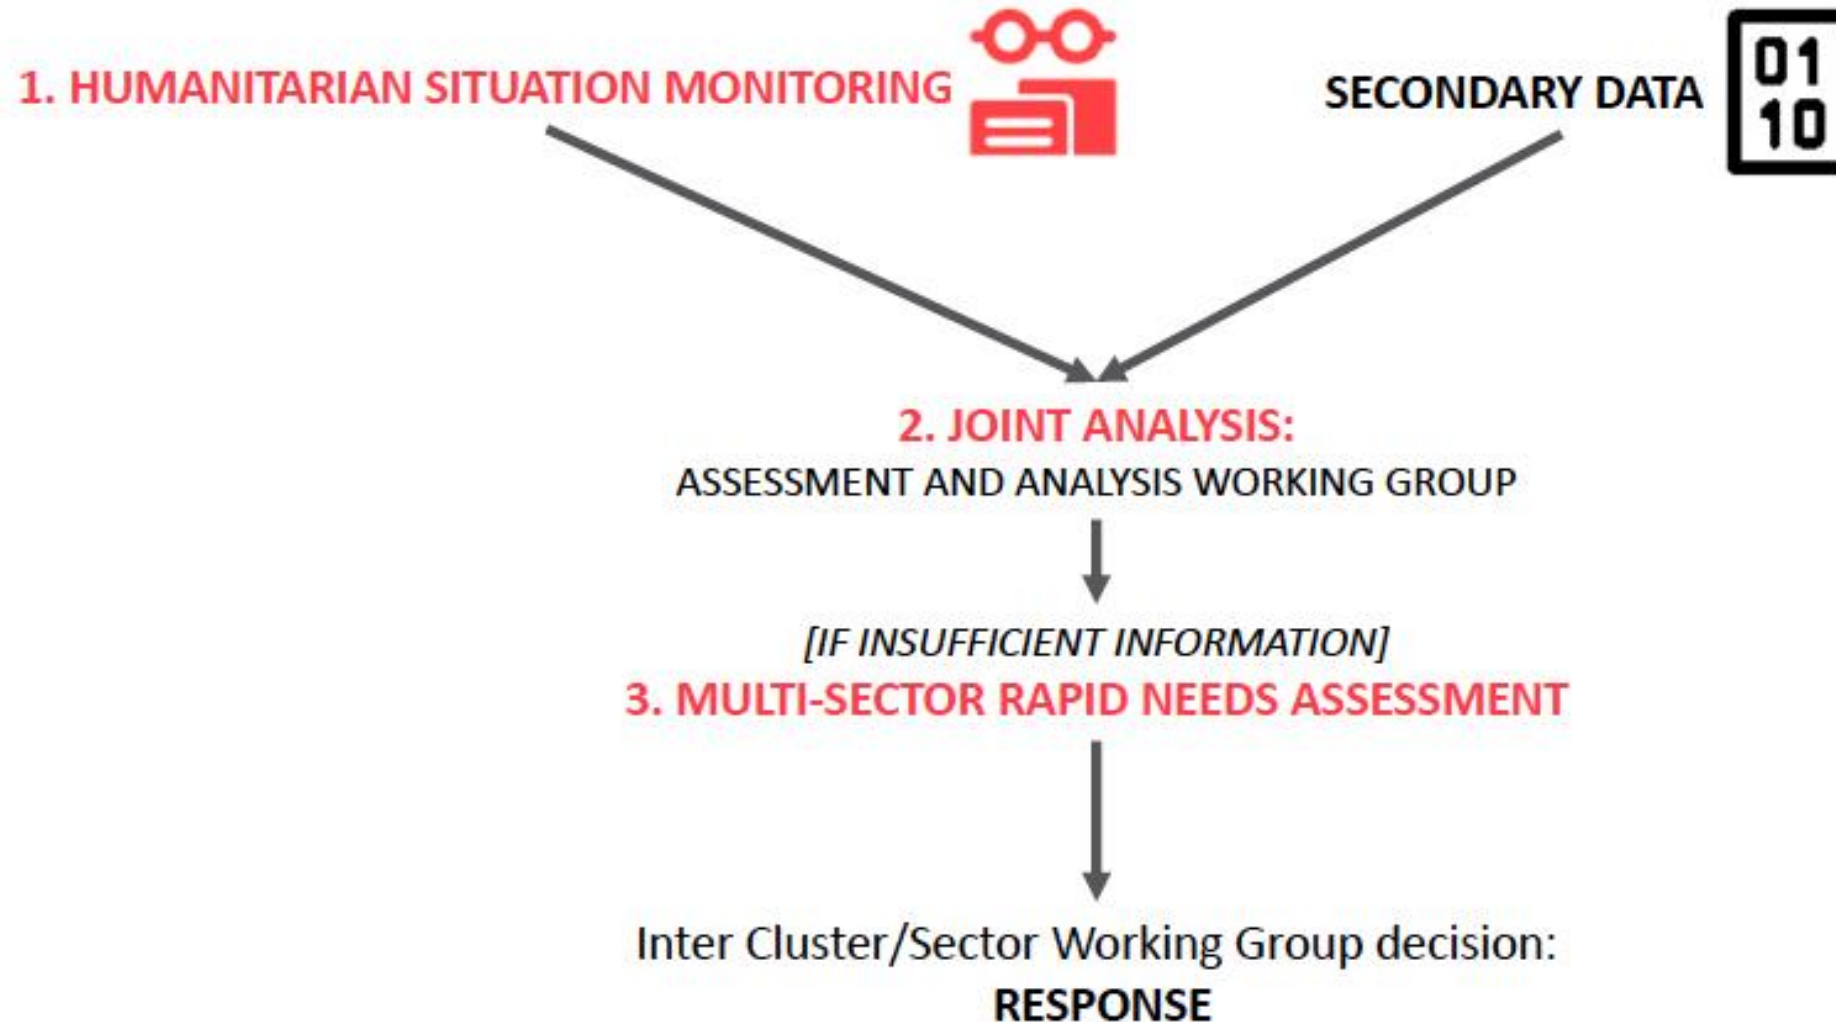 1. HUMANITARIAN SITUATION MONITORING
SECONDARY DATA
01
10
2. JOINT ANALYSIS:
ASSESSMENT AND ANALYSIS WORKING GROUP
[IF INSUFFICIENT INFORMATION]
3. MULTI-SECTOR RAPID NEEDS ASSESSMENT
Inter Cluster/Sector Working Group decision:
RESPONSE